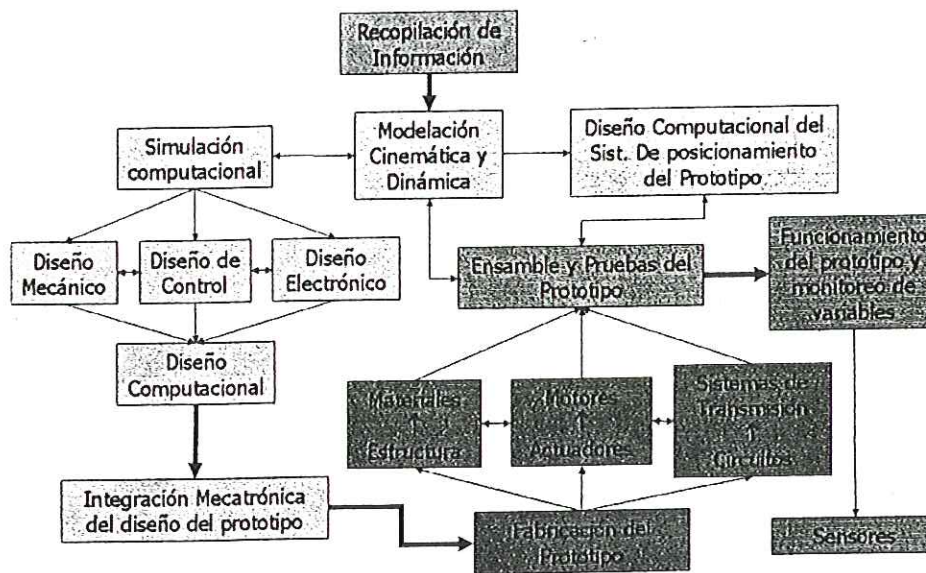 Recopilación de
Información
Modelación
Cinemática y
Dinámica
Diseño Computacional del
Sist. De posicionamiento
del Prototipo
Simulación
computacional
Diseño
Mecánico
Diseño de
Control
Diseño
Electrónico
Ensamble y Pruebas del
Prototipo
Funcionamiento
del prototipo y
monitoreo de
variables
Diseño
Computacional
Materiales
Estructura
Motores
Actuadores
Sistemas de
Transmisión
Circuitos
Integración Mecatrónica
del diseño del prototipo
Fabricación del
Prototipo
Sensores